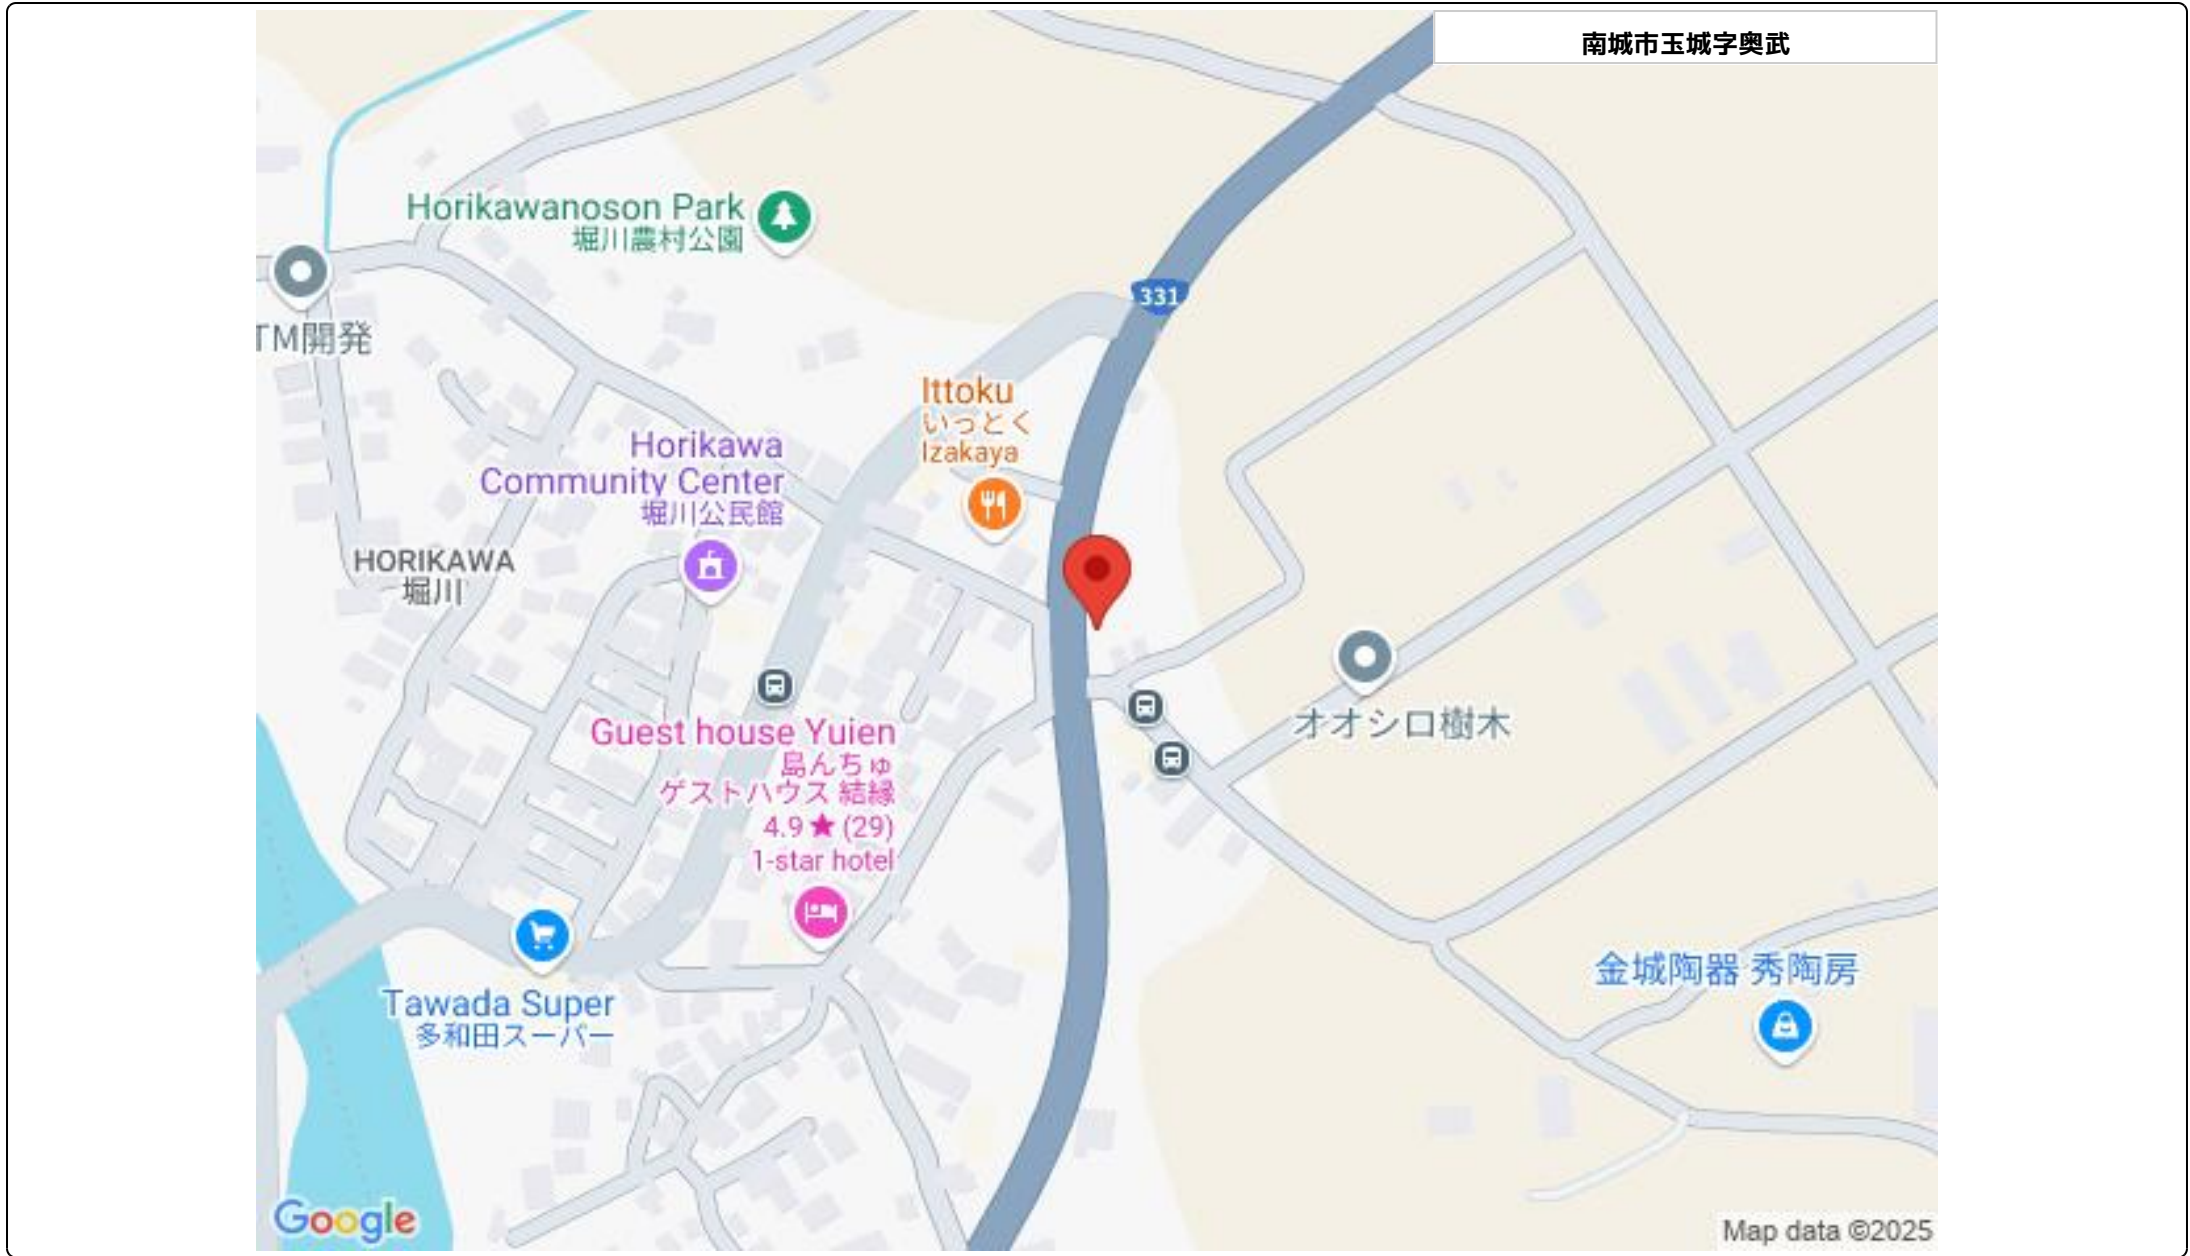 南城市玉城字奥武
Horikawanoson Park
堀川農村公園
331
TM開発
Ittoku
いっとく
Izakaya
Horikawa
Community Center
堀川公民館
HORIKAWA
堀川
Guest house Yuien
島んちゅ
ゲストハウス 結縁
4.9★(29)
1-star hotel
オオシロ樹木
金城陶器 秀陶房
Tawada Super
多和田スーパー
Google
Map data ©2025